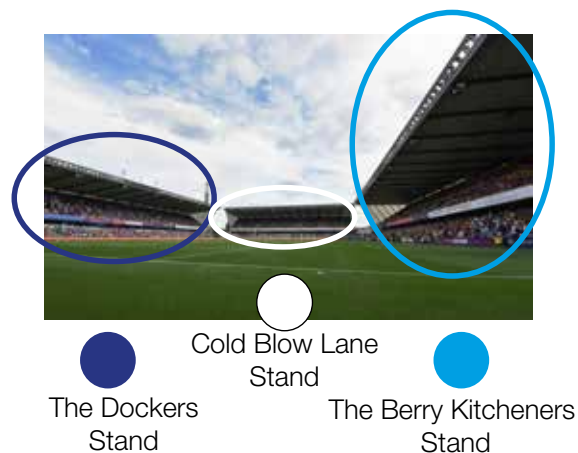 Cold Blow Lane
Stand
The Dockers
Stand
The Berry Kitcheners
Stand